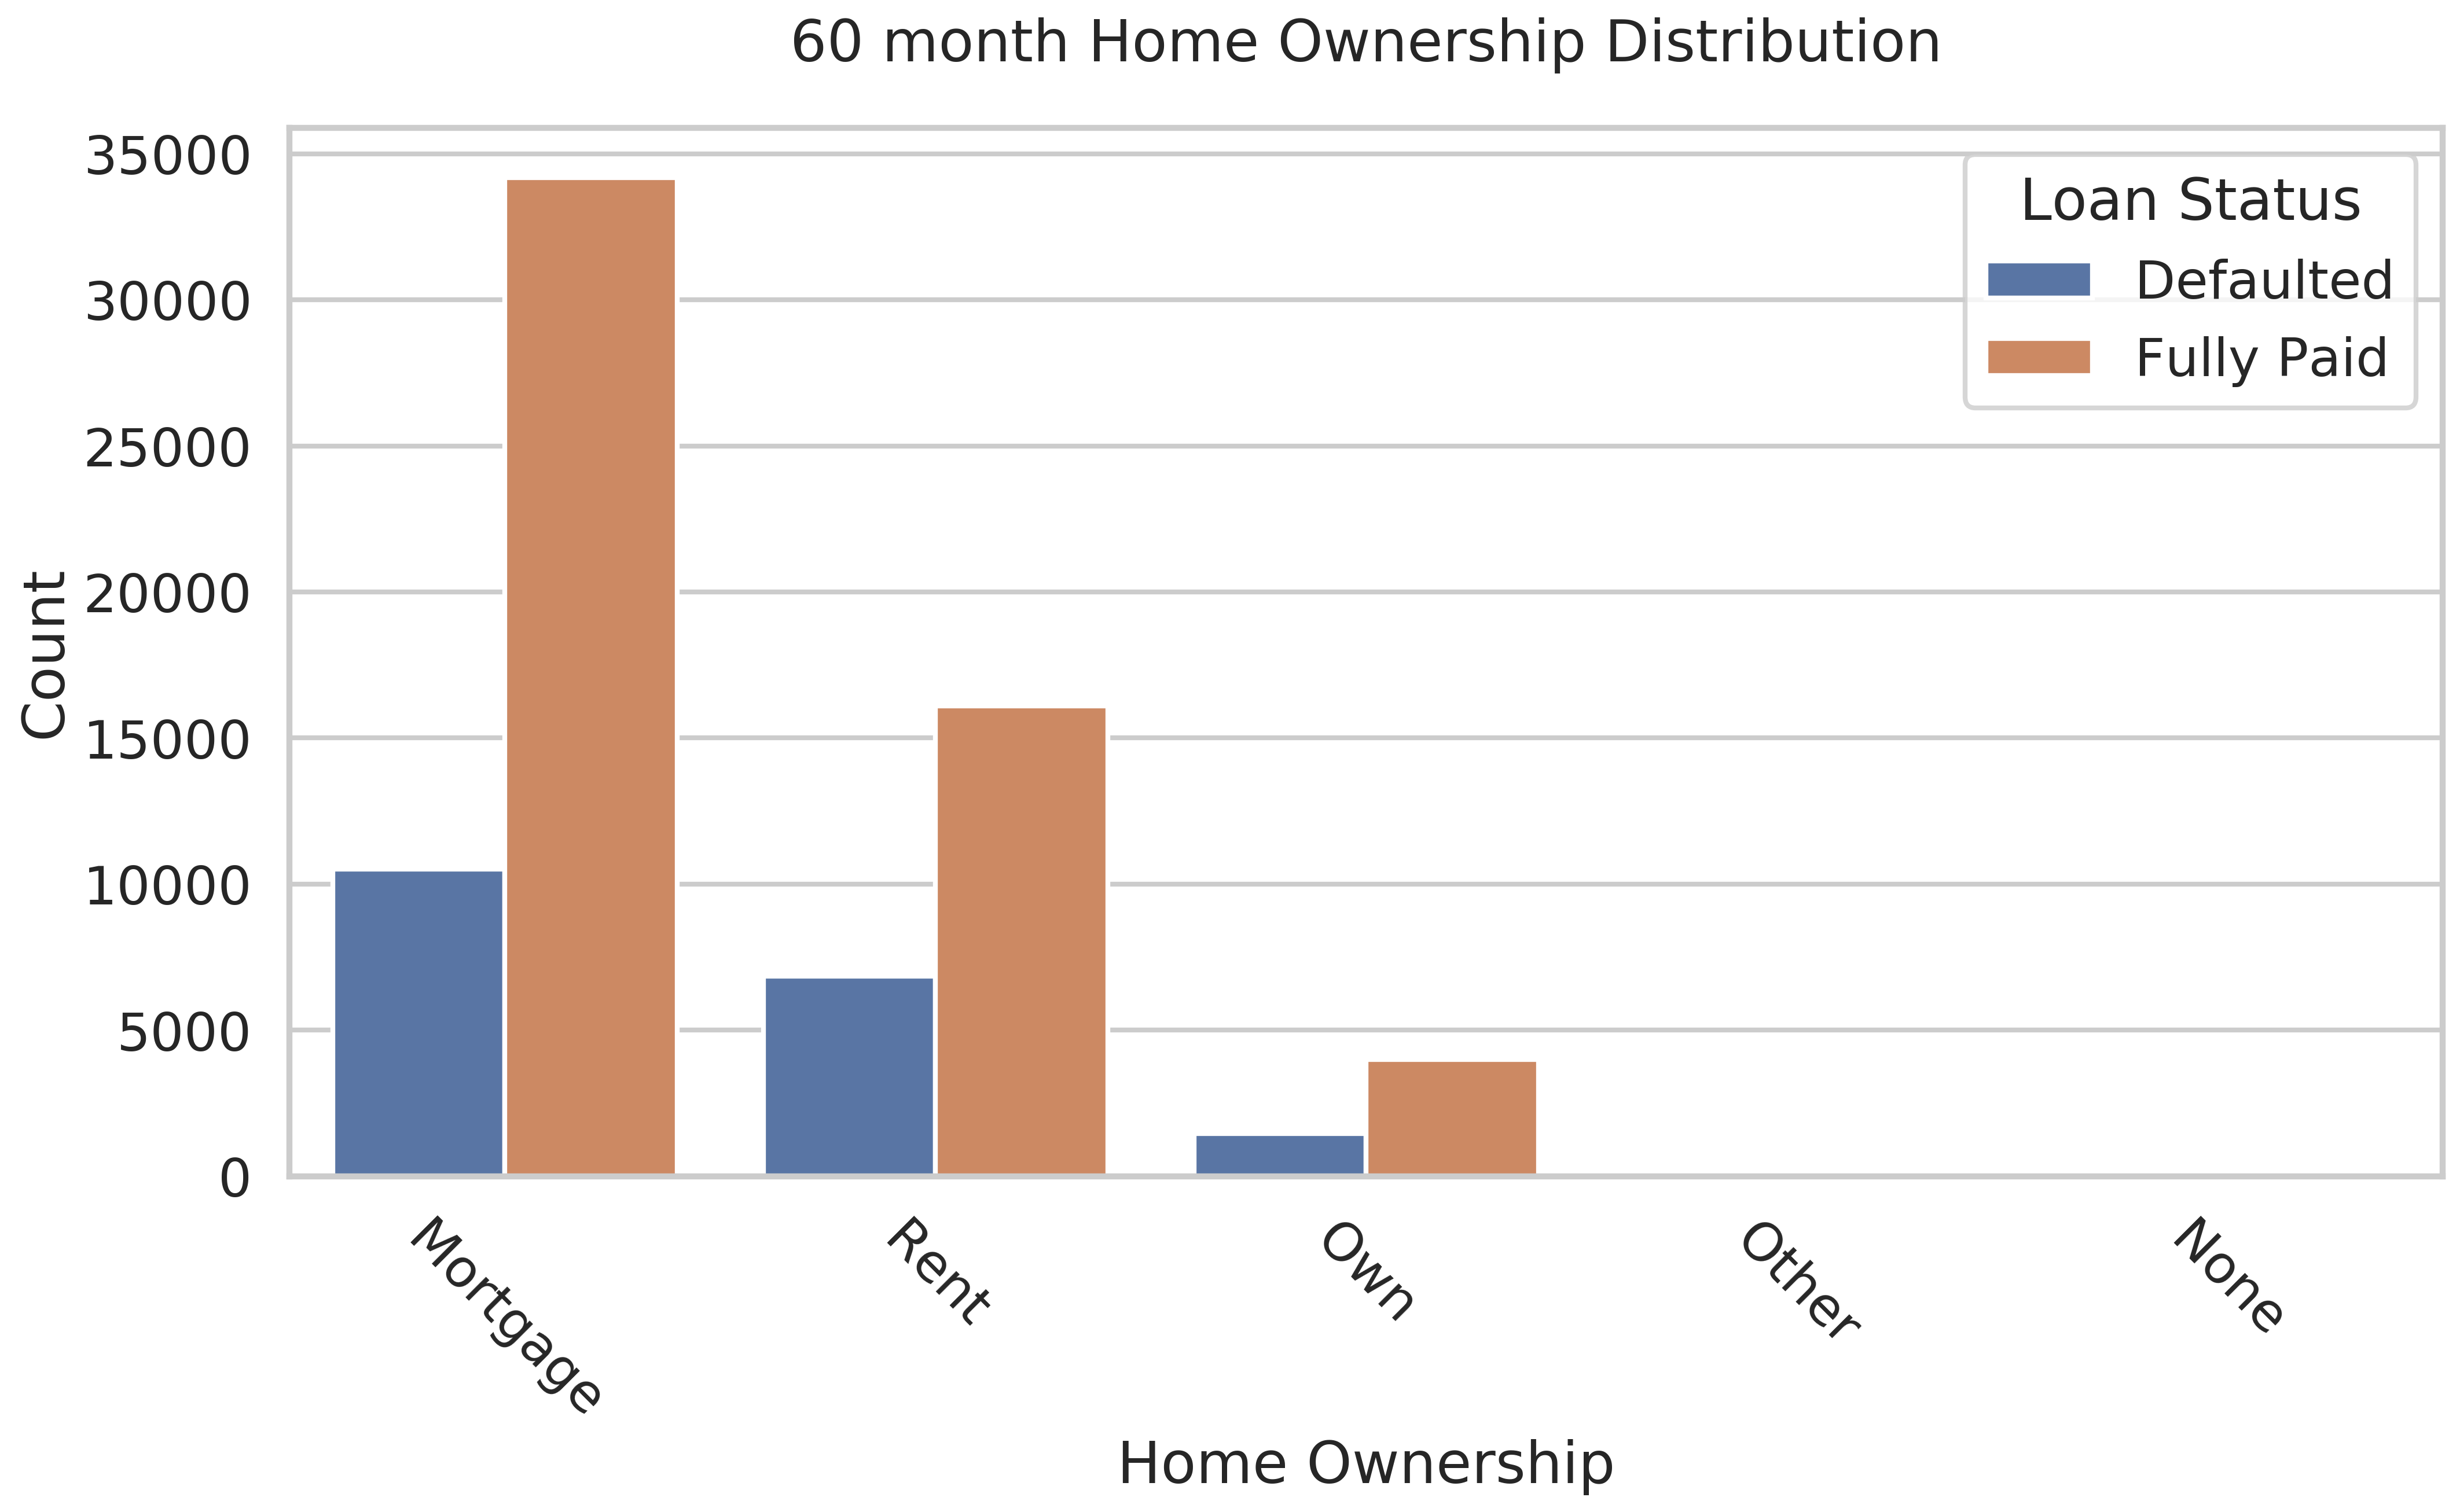 60 month Home Ownership Distribution
35000
30000
25000
20000
15000
10000
5000
0
Count
Loan Status
Defaulted
Fully Paid
Mortgage
Rent
Own
Other
None
Home Ownership